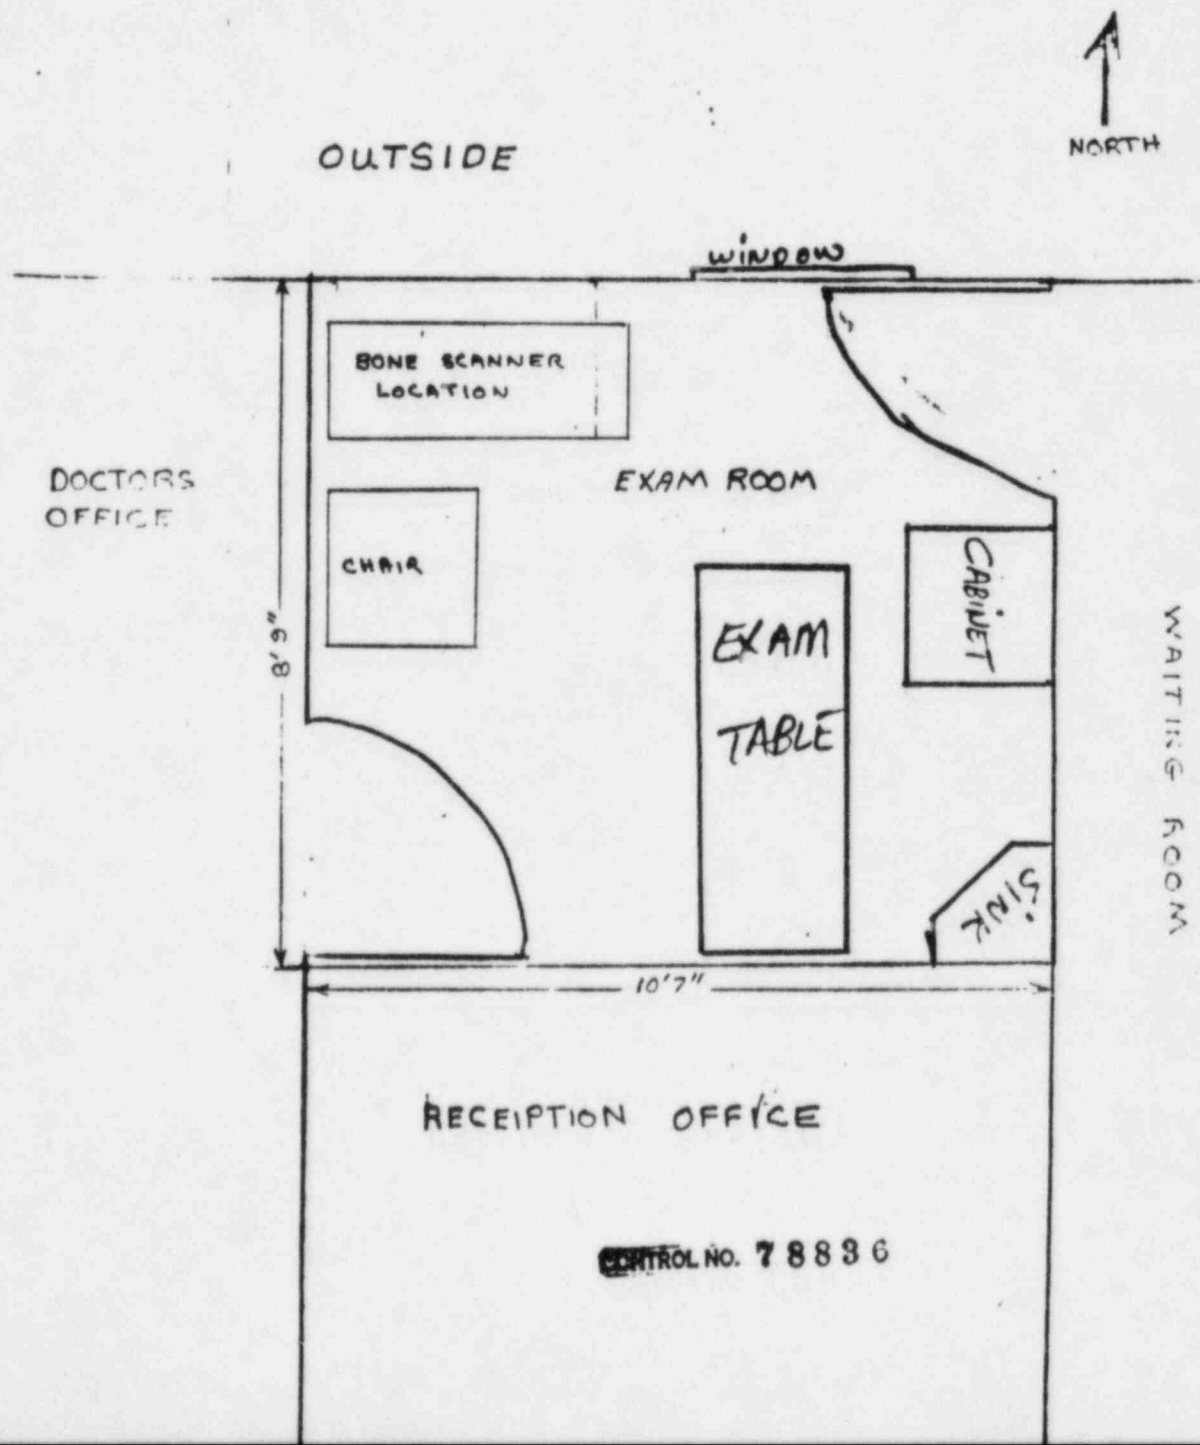 NORTH
OUTSIDE
WINDOW
BONE SCANNER
LOCATION
DOCTORS
OFFICE
EXAM ROOM
CHAIR
CABINET
8'9"
EXAM
TABLE
WAITING ROOM
SINK
10'7"
RECEIPTION OFFICE
CONTROL NO. 78836